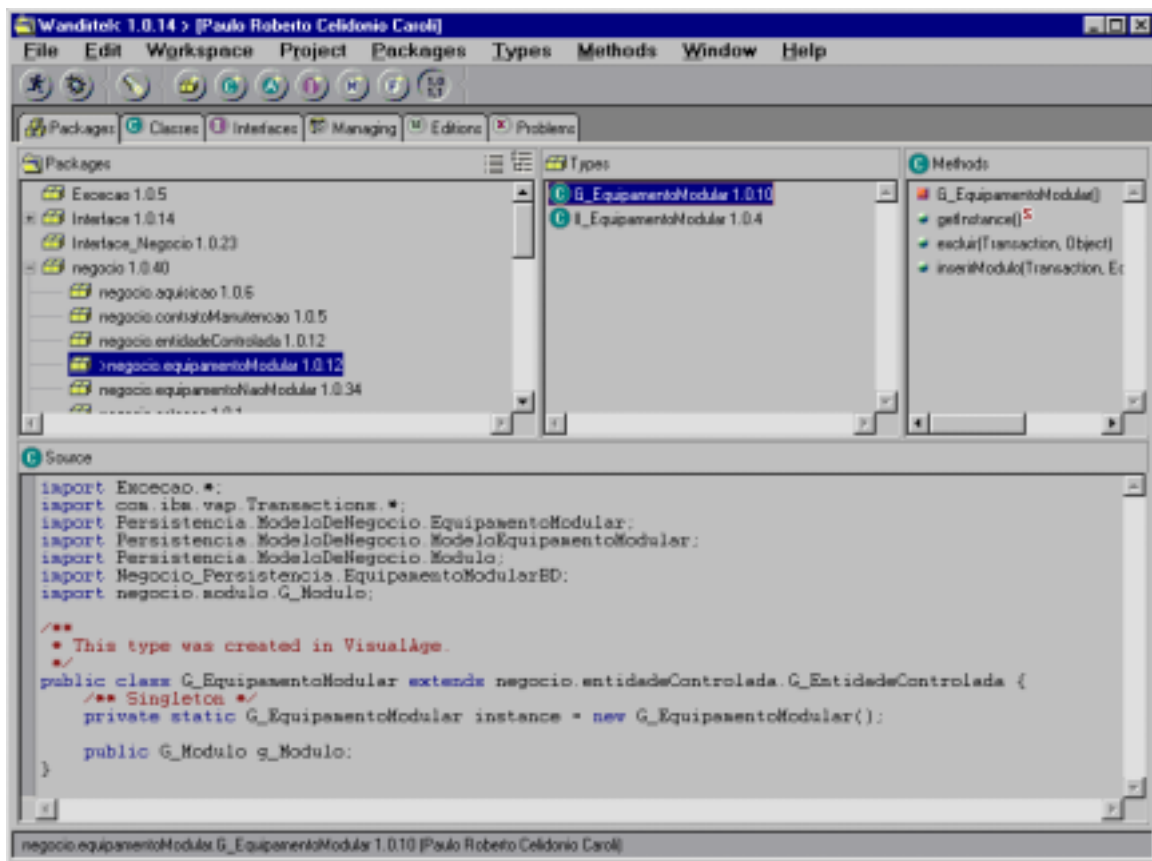 1.0.14 > [Paulo Roberto Celidonio Caroli]
File Edit Workspace Project Packages Types Methods Window Help
Packages Classes Interfaces Managing Editions Problems
Packages
Excecao 1.0.5
Interface 1.0.14
Interface_Negocio 1.0.23
negocio 1.0.40
negocio.aquisicao 1.0.6
negocio.contratoManutencao 1.0.5
negocio.entidadeControlada 1.0.12
>negocio.equipamentoModular 1.0.12
negocio.equipamentoNaoModular 1.0.34
Types
G_EquipamentoModular 1.0.10
II_EquipamentoModular 1.0.4
Methods
G_EquipamentoModular()
getInstance() S
excluir(Transaction, Object)
inserirModulo(Transaction, Ec
Source
import Excecao.*;
import com.ibm.vap.Transactions.*;
import Persistencia.ModeloDeNegocio.EquipamentoModular;
import Persistencia.ModeloDeNegocio.ModeloEquipamentoModular;
import Persistencia.ModeloDeNegocio.Modulo;
import Negocio_Persistencia.EquipamentoModularBD;
import negocio.modulo.G_Modulo;
/**
* This type was created in VisualAge.
*/
public class G_EquipamentoModular extends negocio.entidadeControlada.G_EntidadeControlada {
/** Singleton */
private static G_EquipamentoModular instance = new G_EquipamentoModular();
public G_Modulo g_Modulo;
}
negocio.equipamentoModular.G_EquipamentoModular 1.0.10 (Paulo Roberto Celidonio Caroli)